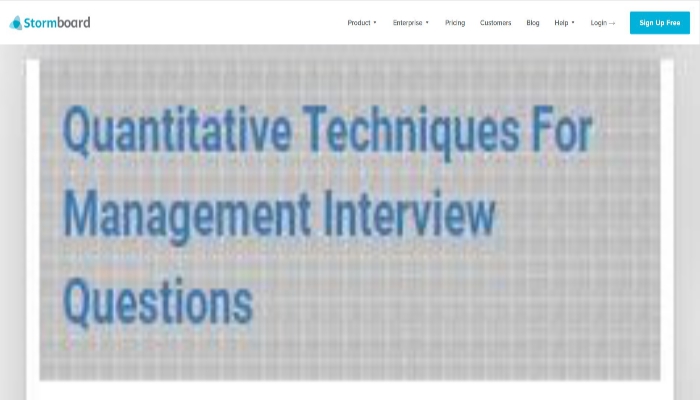 Stormboard
Product ▾ Enterprise ▾ Pricing Customers Blog Help ▾ Login → Sign Up Free
Quantitative Techniques For
Management Interview
Questions